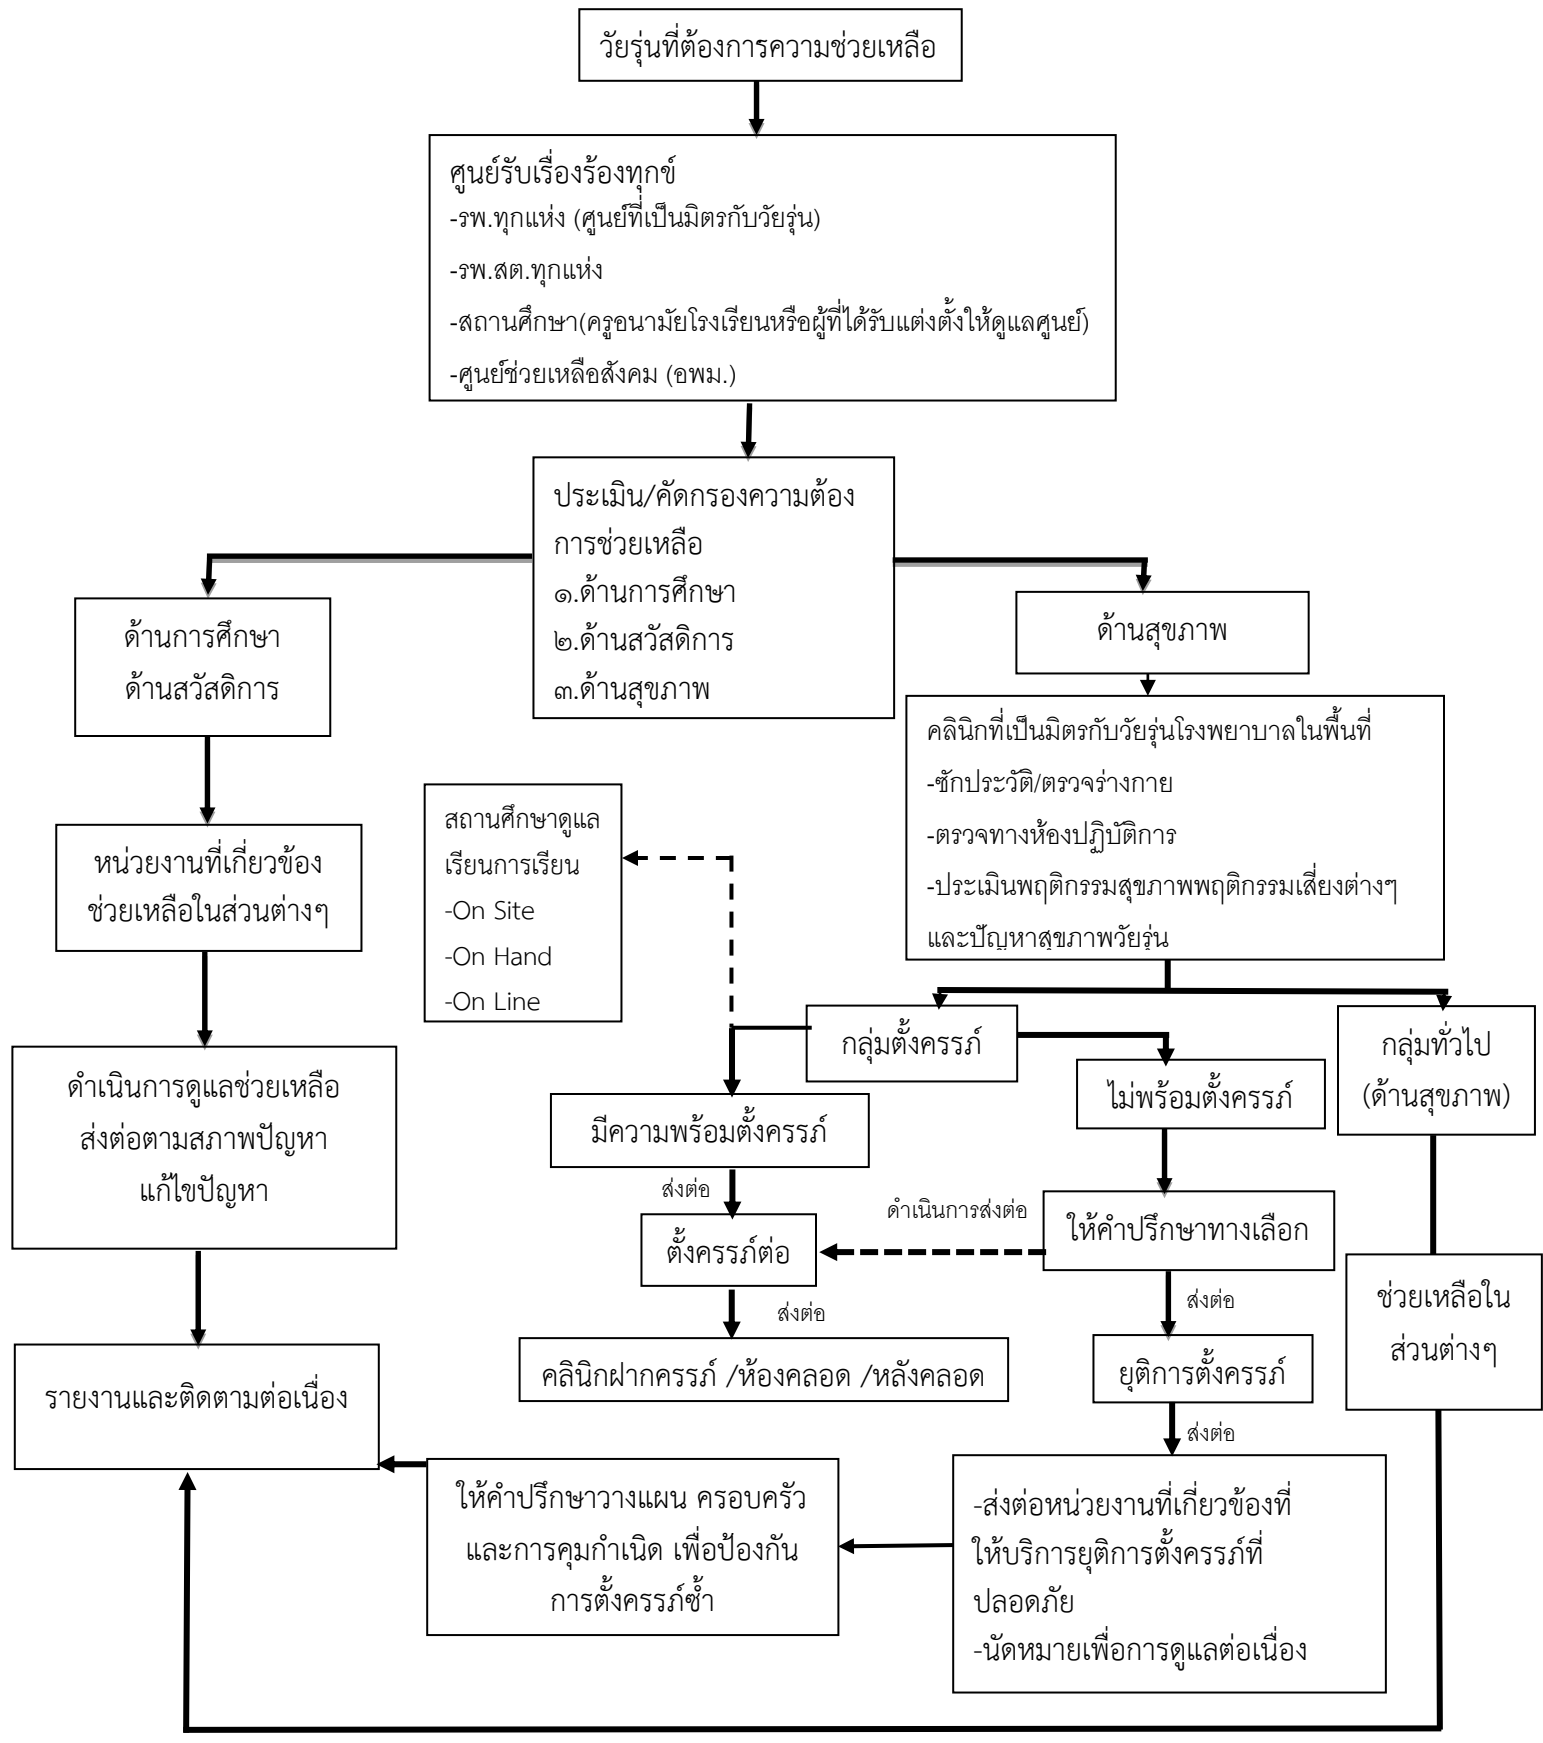 วัยรุ่นที่ต้องการความช่วยเหลือ
ศูนย์รับเรื่องร้องทุกข์
-รพ.ทุกแห่ง (ศูนย์ที่เป็นมิตรกับวัยรุ่น)
-รพ.สต.ทุกแห่ง
-สถานศึกษา(ครูอนามัยโรงเรียนหรือผู้ที่ได้รับแต่งตั้งให้ดูแลศูนย์)
-ศูนย์ช่วยเหลือสังคม (อพม.)
ประเมิน/คัดกรองความต้อง
การช่วยเหลือ
๑.ด้านการศึกษา
๒.ด้านสวัสดิการ
๓.ด้านสุขภาพ
ด้านการศึกษา
ด้านสวัสดิการ
ด้านสุขภาพ
คลินิกที่เป็นมิตรกับวัยรุ่นโรงพยาบาลในพื้นที่
-ซักประวัติ/ตรวจร่างกาย
-ตรวจทางห้องปฏิบัติการ
-ประเมินพฤติกรรมสุขภาพพฤติกรรมเสี่ยงต่างๆ
และปัญหาสุขภาพวัยรุ่น
สถานศึกษาดูแล
เรียนการเรียน
-On Site
-On Hand
-On Line
หน่วยงานที่เกี่ยวข้อง
ช่วยเหลือในส่วนต่างๆ
กลุ่มตั้งครรภ์
กลุ่มทั่วไป
(ด้านสุขภาพ)
ไม่พร้อมตั้งครรภ์
มีความพร้อมตั้งครรภ์
ดำเนินการดูแลช่วยเหลือ
ส่งต่อตามสภาพปัญหา
แก้ไขปัญหา
ส่งต่อ
ดำเนินการส่งต่อ
ตั้งครรภ์ต่อ
ให้คำปรึกษาทางเลือก
ส่งต่อ
ส่งต่อ
ช่วยเหลือใน
ส่วนต่างๆ
คลินิกฝากครรภ์ /ห้องคลอด /หลังคลอด
ยุติการตั้งครรภ์
รายงานและติดตามต่อเนื่อง
ส่งต่อ
ให้คำปรึกษาวางแผน ครอบครัว
และการคุมกำเนิด เพื่อป้องกัน
การตั้งครรภ์ซ้ำ
-ส่งต่อหน่วยงานที่เกี่ยวข้องที่
ให้บริการยุติการตั้งครรภ์ที่
ปลอดภัย
-นัดหมายเพื่อการดูแลต่อเนื่อง